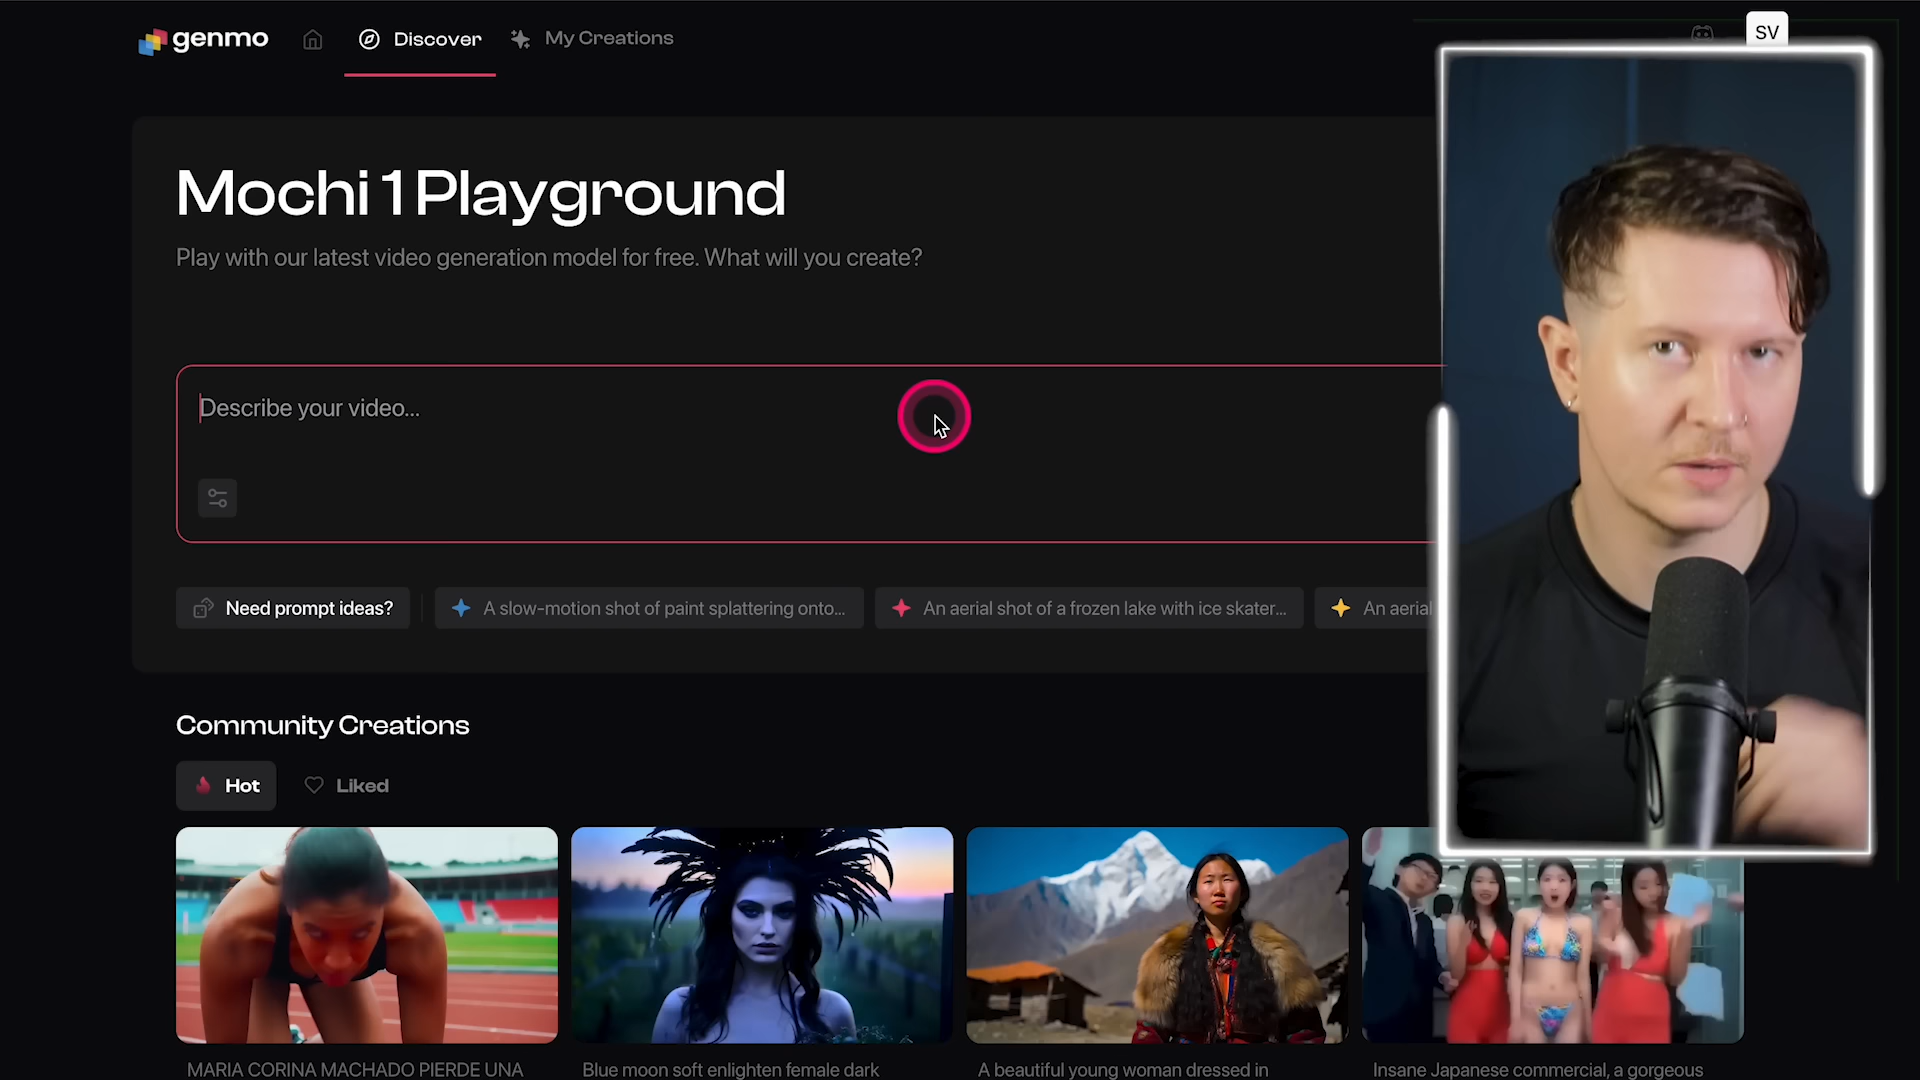 genmo
Discover
My Creations
SV
Mochi 1 Playground
Play with our latest video generation model for free. What will you create?
Describe your video...
Need prompt ideas?
A slow-motion shot of paint splattering onto...
An aerial shot of a frozen lake with ice skater...
An aerial
Community Creations
Hot
Liked
MARIA CORINA MACHADO PIERDE UNA
Blue moon soft enlighten female dark
A beautiful young woman dressed in
Insane Japanese commercial, a gorgeous